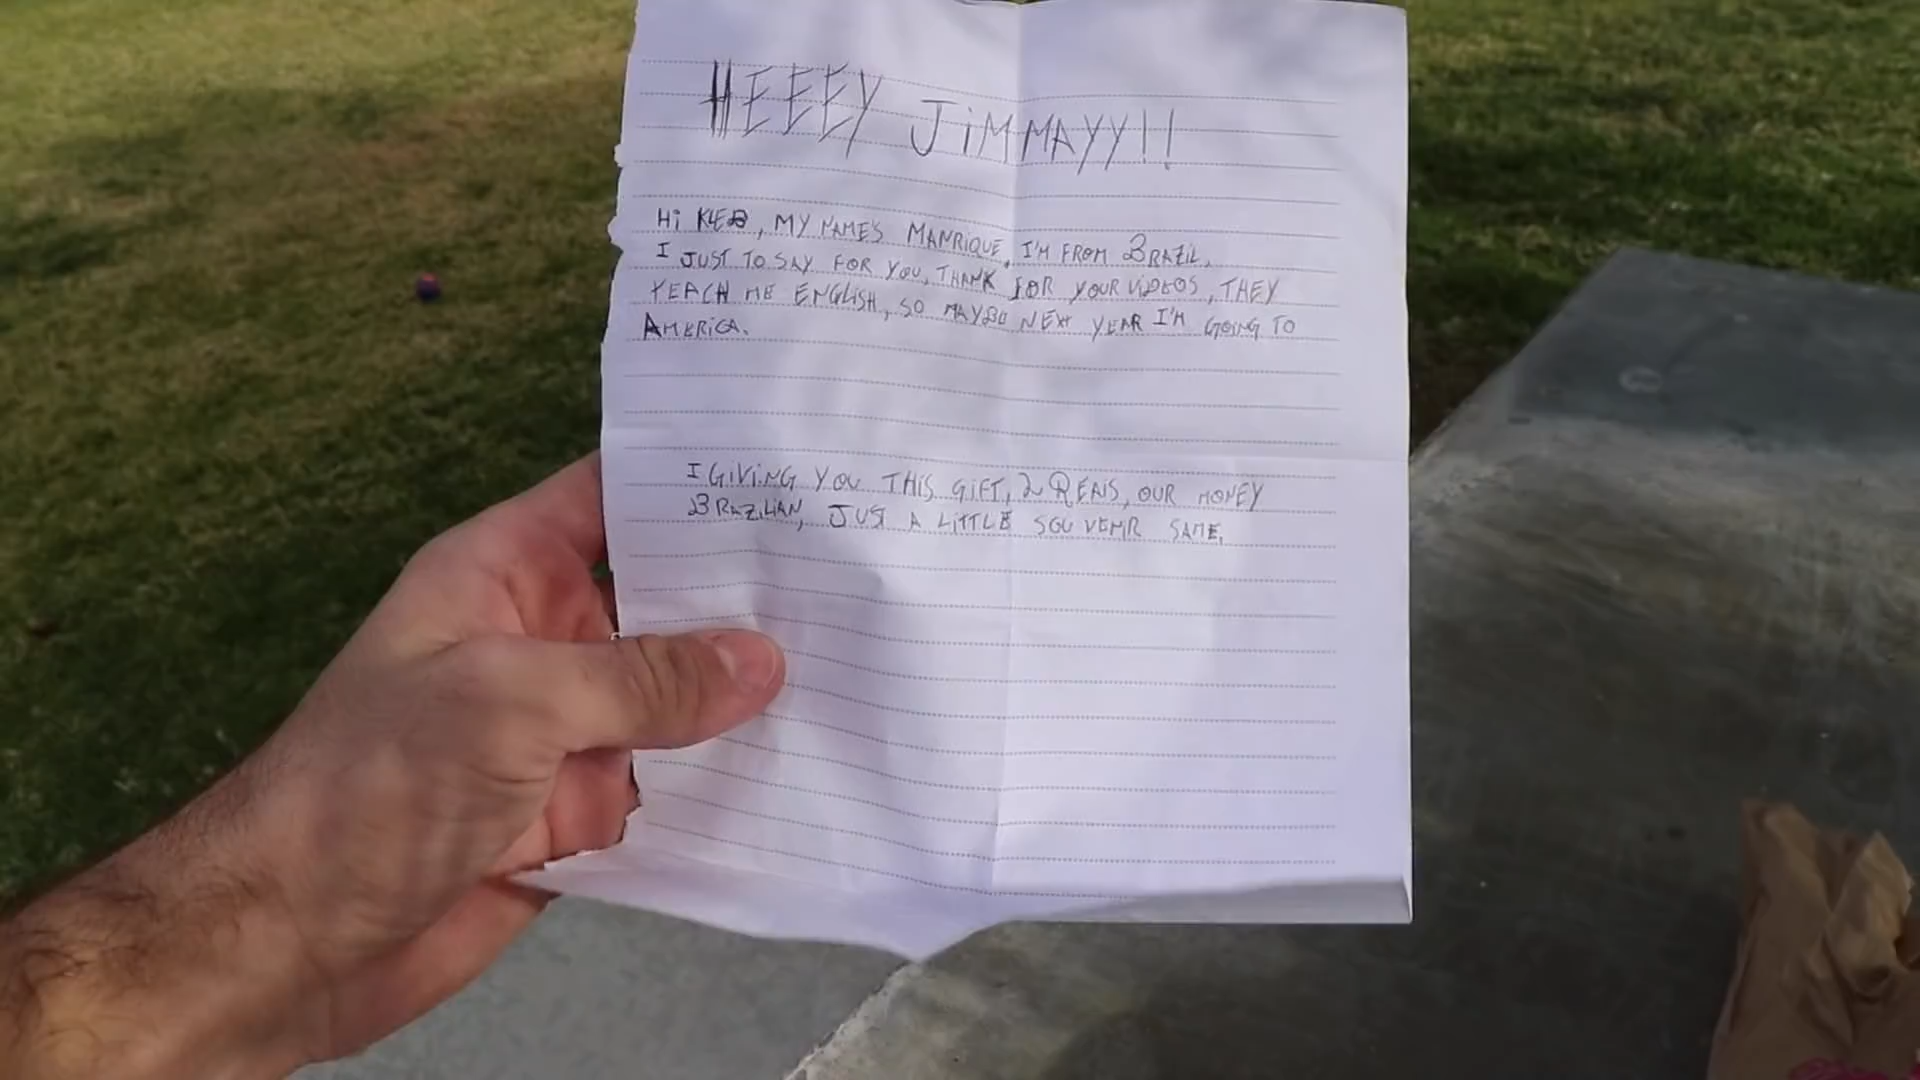 HEEEY JiMMAYY!!
Hi KLEB, MY NAME'S MANRIQUE, I'M FROM BRAZIL.
I JUST TO SAY FOR YOU, THANK FOR YOUR VIDEOS, THEY
TEACH ME ENGLISH, SO MAYBE NEXT YEAR I'M GOING TO
AMERICA.
I GIVING YOU THIS GIFT, 2 REAIS, OUR MONEY
BRAZILIAN, JUST A LITTLE SOUVENIR SAME.